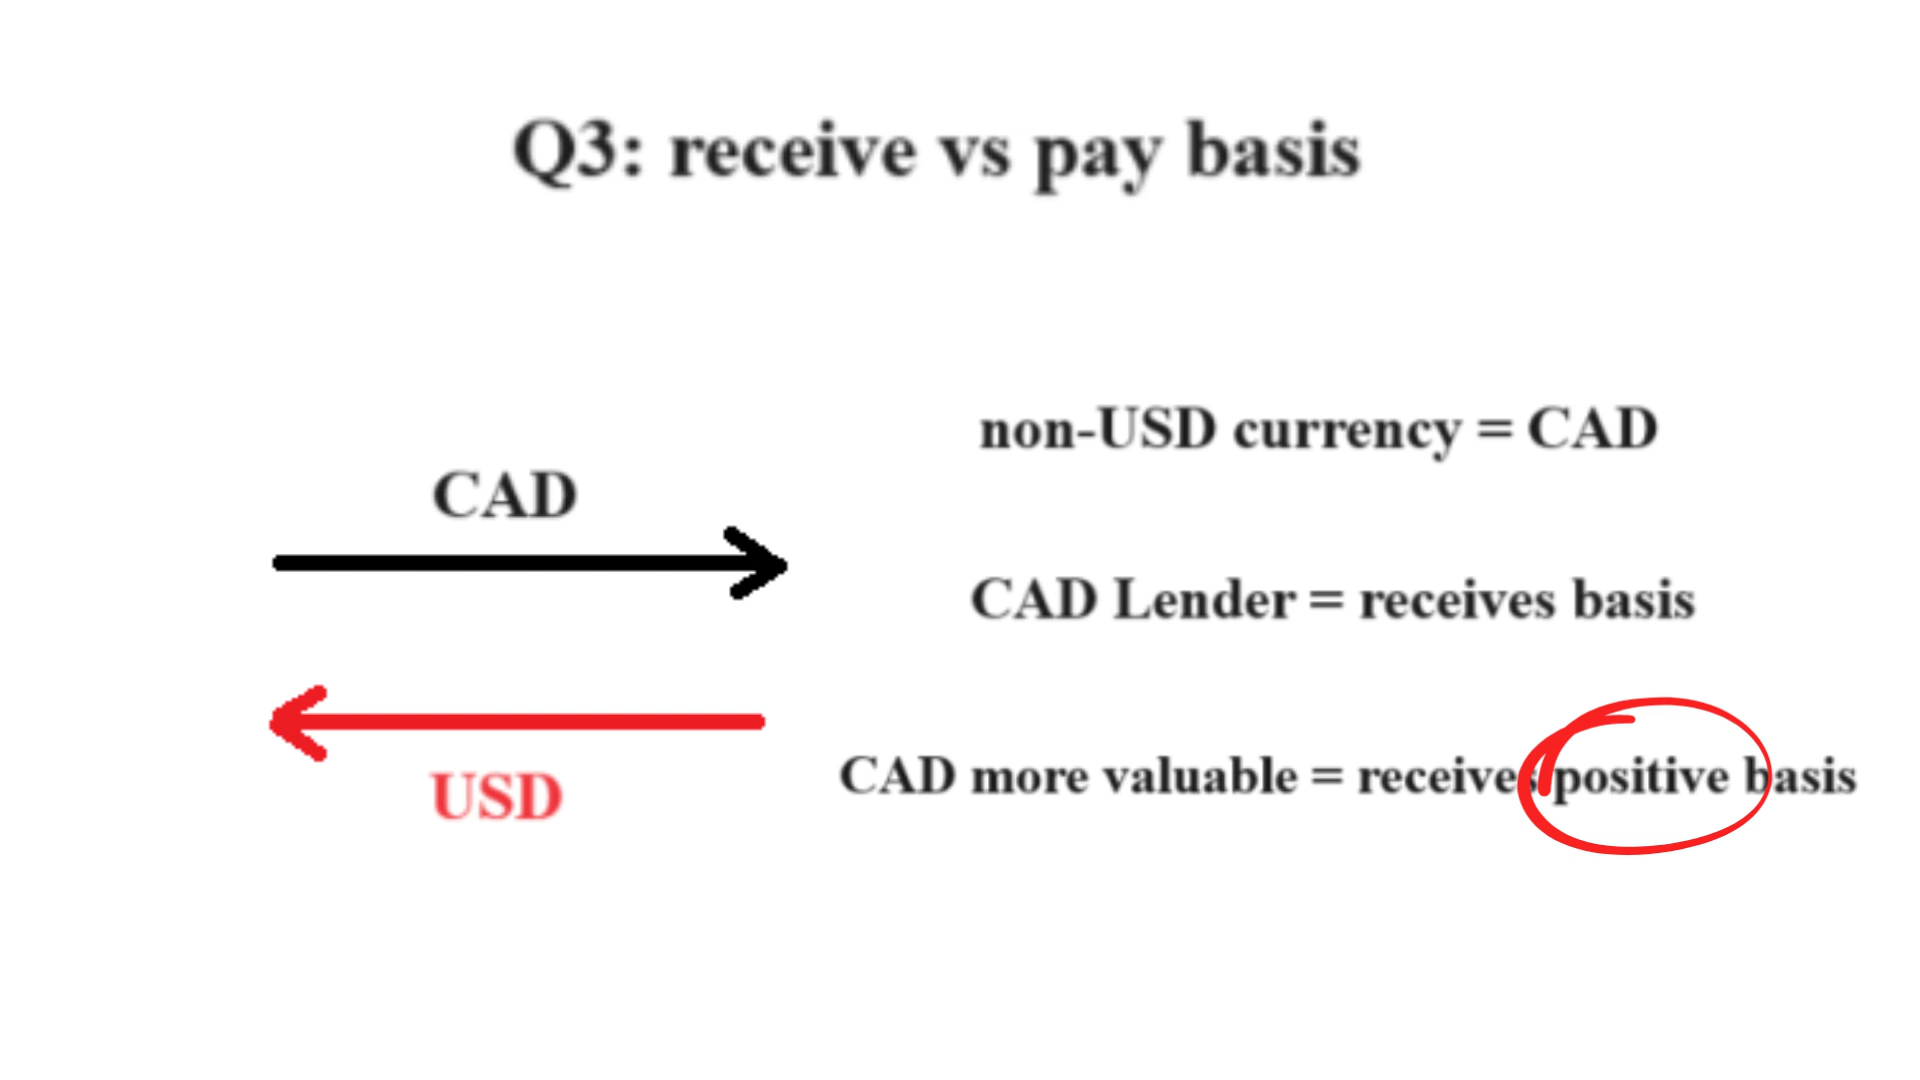 Q3: receive vs pay basis
non-USD currency = CAD
CAD
CAD Lender = receives basis
CAD more valuable = receives positive basis
USD